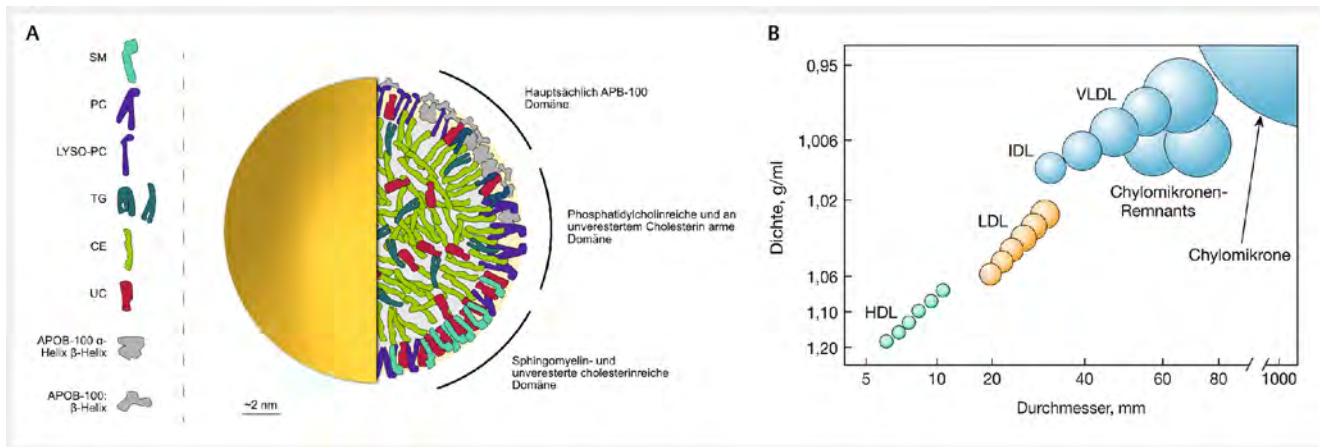 A
SM
PC
LYSO-PC
TG
CE
UC
APOB-100 α-
Helix β-Helix
APOB-100:
β-Helix
Hauptsächlich APB-100
Domäne
Phosphatidylcholinreiche und an
unverestertem Cholesterin arme
Domäne
Sphingomyelin- und
unveresterte cholesterinreiche
Domäne
~2 nm
B
Dichte, g/ml
0,95
1,006
1,02
1,06
1,10
1,20
VLDL
IDL
LDL
HDL
Chylomikronen-
Remnants
Chylomikrone
5
10
20
40
60
80
1000
Durchmesser, mm